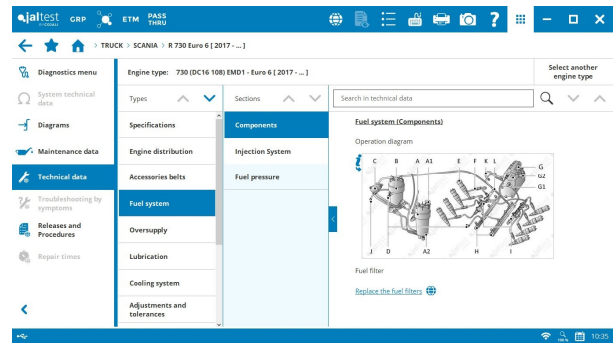 jaltest GRP ETM PASS THRU
by COJALI
> TRUCK > SCANIA > R 730 Euro 6 [ 2017 - ... ]
Diagnostics menu
System technical data
Diagrams
Maintenance data
Technical data
Troubleshooting by symptoms
Releases and Procedures
Repair times
Engine type: 730 (DC16 108) EMD1 - Euro 6 [ 2017 - ... ]
Select another engine type
Types
Specifications
Engine distribution
Accessories belts
Fuel system
Oversupply
Lubrication
Cooling system
Adjustments and tolerances
Sections
Components
Injection System
Fuel pressure
Search in technical data
Fuel system (Components)
Operation diagram
C B A A1 E F K L
G
G2
G1
J D A2 H I
Fuel filter
Replace the fuel filters
100 %
10:35